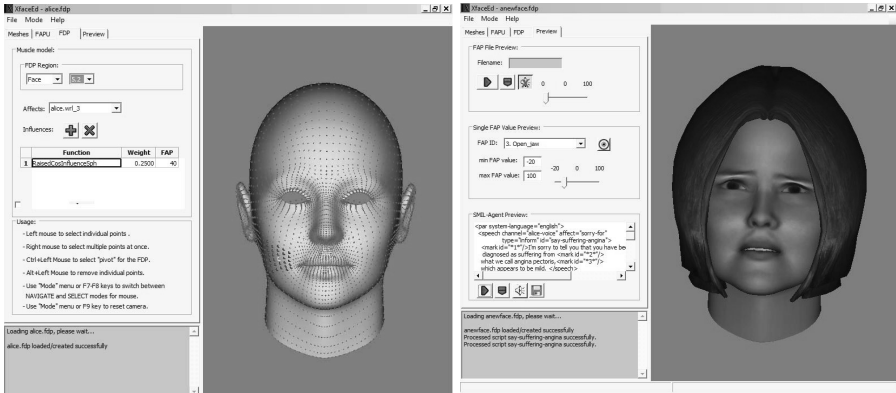 XfaceEd - alice.fdp
File Mode Help
Meshes FAPU FDP Preview
Muscle model:
FDP Region:
Face 5.2
Affects: alice.wrl_3
Influences:
Function Weight FAP
1 RaisedCosInfluenceSph 0.2500 40
Usage:
- Left mouse to select individual points .
- Right mouse to select multiple points at once.
- Ctrl+Left Mouse to select "pivot" for the FDP.
- Alt+Left Mouse to remove individual points.
- Use "Mode" menu or F7-F8 keys to switch between
NAVIGATE and SELECT modes for mouse.
- Use "Mode" menu or F9 key to reset camera.
Loading alice.fdp, please wait...
alice.fdp loaded/created successfully
XfaceEd - anewface.fdp
File Mode Help
Meshes FAPU FDP Preview
FAP File Preview:
Filename:
0 0 100
Single FAP Value Preview:
FAP ID: 3. Open_jaw
min FAP value: -20
max FAP value: 100
-20 0 100
SMIL-Agent Preview:
<par system-language="english">
<speech channel="alice-voice" affect="sorry-for"
type="inform" id="say-suffering-angina">
<mark id="*1*"/>I'm sorry to tell you that you have be
diagnosed as suffering from <mark id="*2*"/>
what we call angina pectoris,<mark id="*3*"/>
which appears to be mild. </speech>
Loading anewface.fdp, please wait...
anewface.fdp loaded/created successfully
Processed script say-suffering-angina successfully.
Processed script say-suffering-angina successfully.